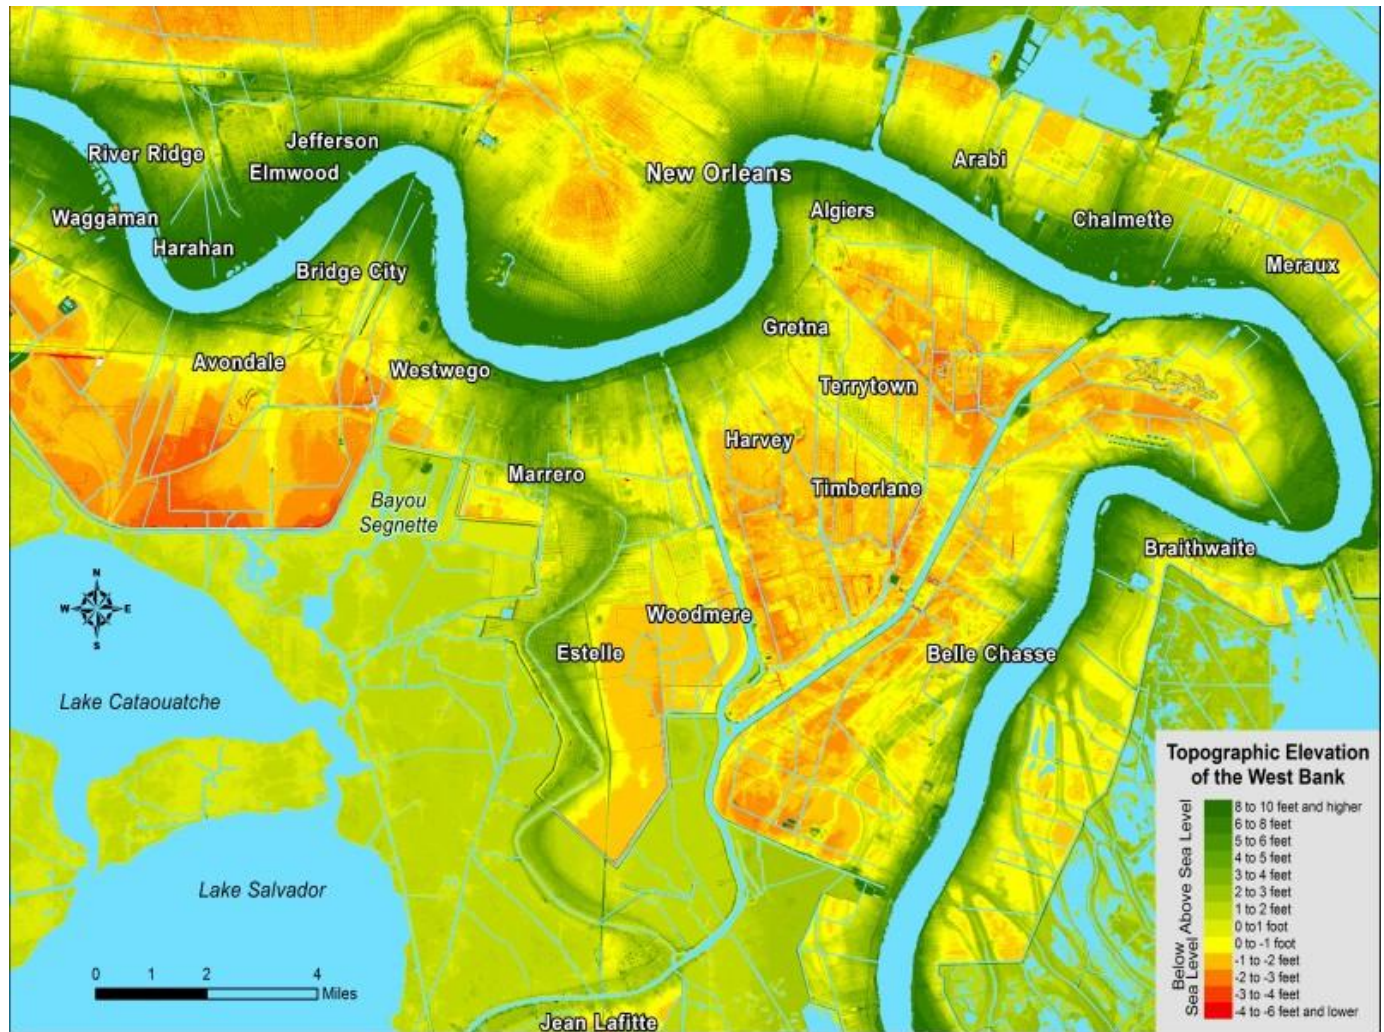 Jefferson
River Ridge
Elmwood
New Orleans
Arabi
Waggaman
Algiers
Chalmette
Harahan
Bridge City
Meraux
Gretna
Avondale
Westwego
Terrytown
Harvey
Marrero
Timberlane
Bayou
Segnette
Braithwaite
N
W E
S
Woodmere
Estelle
Belle Chasse
Lake Cataouatche
Lake Salvador
Topographic Elevation
of the West Bank
Above Sea Level
8 to 10 feet and higher
6 to 8 feet
5 to 6 feet
4 to 5 feet
3 to 4 feet
2 to 3 feet
1 to 2 feet
0 to1 foot
Below
Sea Level
0 to -1 foot
-1 to -2 feet
-2 to -3 feet
-3 to -4 feet
-4 to -6 feet and lower
0 1 2 4
Miles
Jean Lafitte